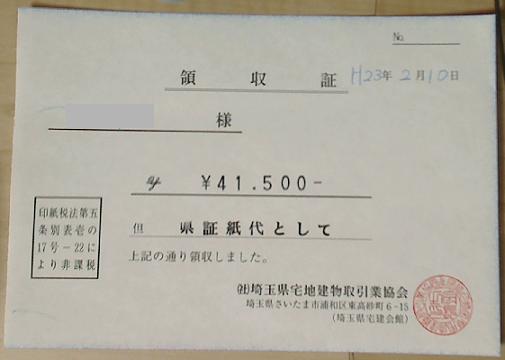 No.
領収証
H23年2月10日
様
¥41.500-
但 県証紙代として
上記の通り領収しました。
印紙税法第五
条別表壱の
17号-22に
より非課税
(社)埼玉県宅地建物取引業協会
埼玉県さいたま市浦和区東高砂町6-15
(埼玉県宅建会館)